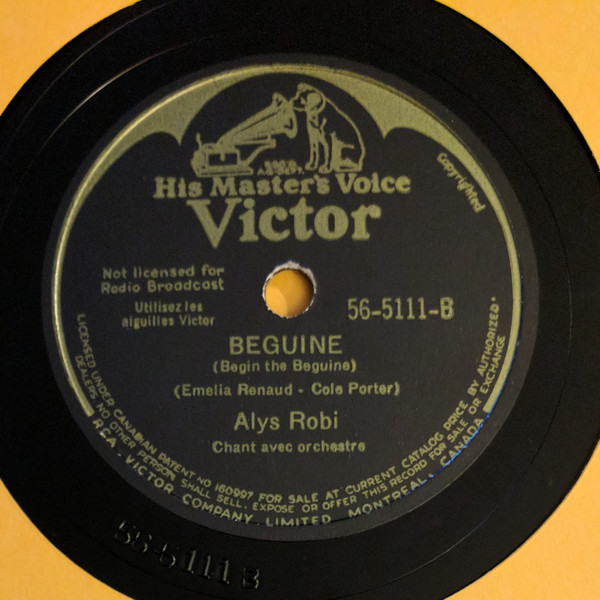 His Master's Voice
Victor
Copyrighted
Not licensed for
Radio Broadcast
Utilisez les
aiguilles Victor
56-5111-B
BEGUINE
(Begin the Beguine)
(Emelia Renaud - Cole Porter)
Alys Robi
Chant avec orchestre
LICENSED UNDER CANADIAN PATENT NO 160997 FOR SALE AT CURRENT CATALOG PRICE BY AUTHORIZED
DEALERS. NO OTHER PERSON SHALL SELL, EXPOSE OR OFFER THIS RECORD FOR SALE OR EXCHANGE
RCA-VICTOR COMPANY, LIMITED, MONTREAL, CANADA
56-5111 B